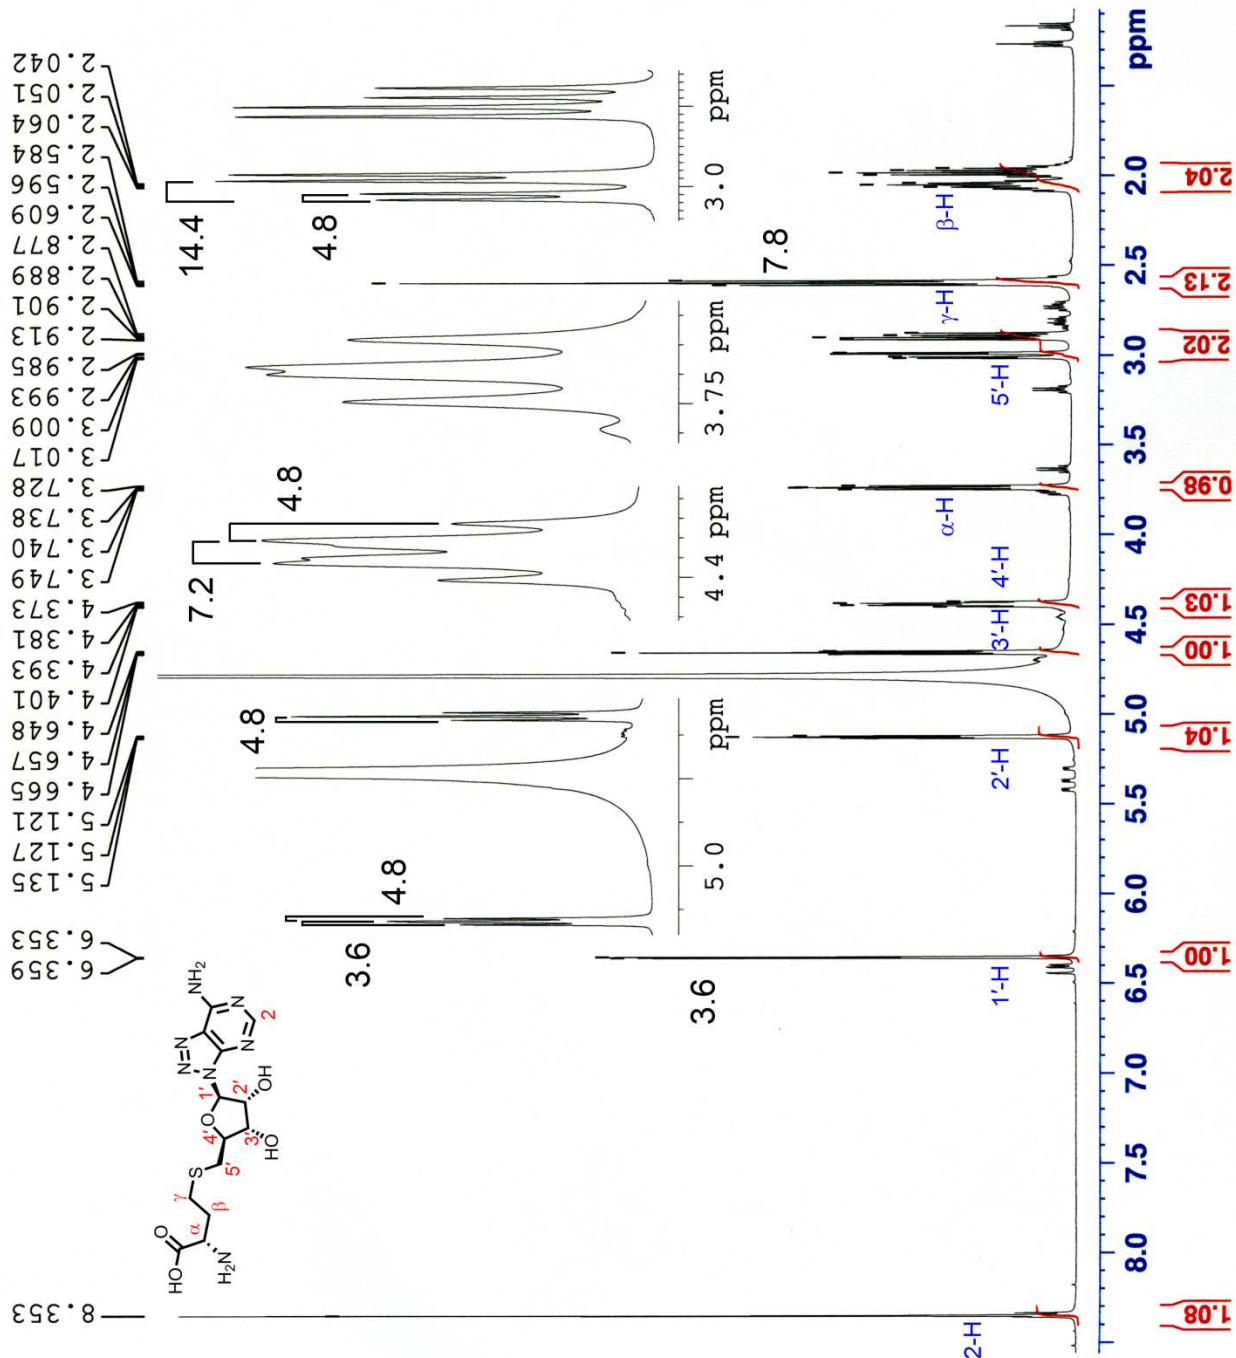 8.353
6.359
6.353
5.135
5.127
5.121
4.665
4.657
4.648
4.401
4.393
4.381
4.373
3.749
3.740
3.738
3.728
3.017
3.009
2.993
2.985
2.913
2.901
2.889
2.877
2.609
2.596
2.584
2.064
2.051
2.042
HO
O
H2N
α
β
γ
S
5'
4'
O
1'
3'
2'
HO
OH
N
N=N
NH2
N
N
2
3.6
4.8
4.8
7.2
4.8
14.4
4.8
5.0 ppm
4.4 ppm
3.75 ppm
3.0 ppm
3.6
7.8
2-H
1'-H
2'-H
3'-H
4'-H
α-H
5'-H
γ-H
β-H
8.0 7.5 7.0 6.5 6.0 5.5 5.0 4.5 4.0 3.5 3.0 2.5 2.0 ppm
1.08
1.00
1.04
1.00
1.03
0.98
2.02
2.13
2.04